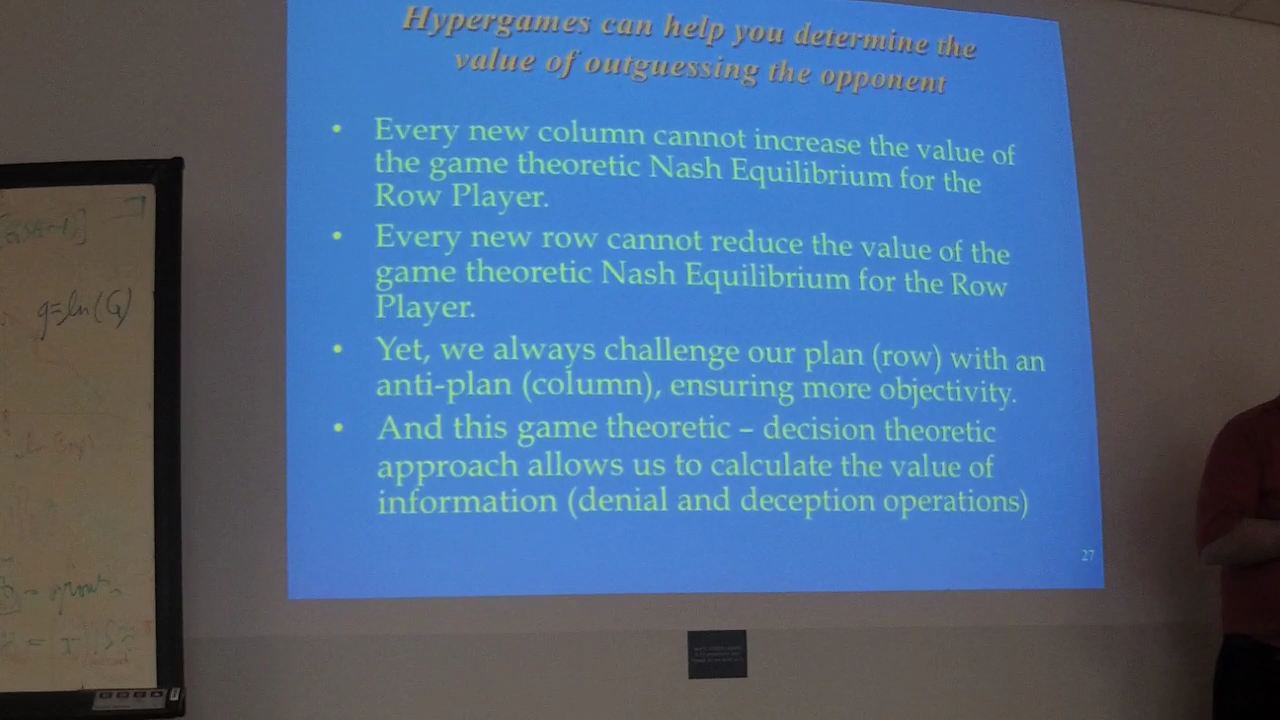 Hypergames can help you determine the
value of outguessing the opponent
• Every new column cannot increase the value of
the game theoretic Nash Equilibrium for the
Row Player.
• Every new row cannot reduce the value of the
game theoretic Nash Equilibrium for the Row
Player.
• Yet, we always challenge our plan (row) with an
anti-plan (column), ensuring more objectivity.
• And this game theoretic – decision theoretic
approach allows us to calculate the value of
information (denial and deception operations)
27
g=ln(G)